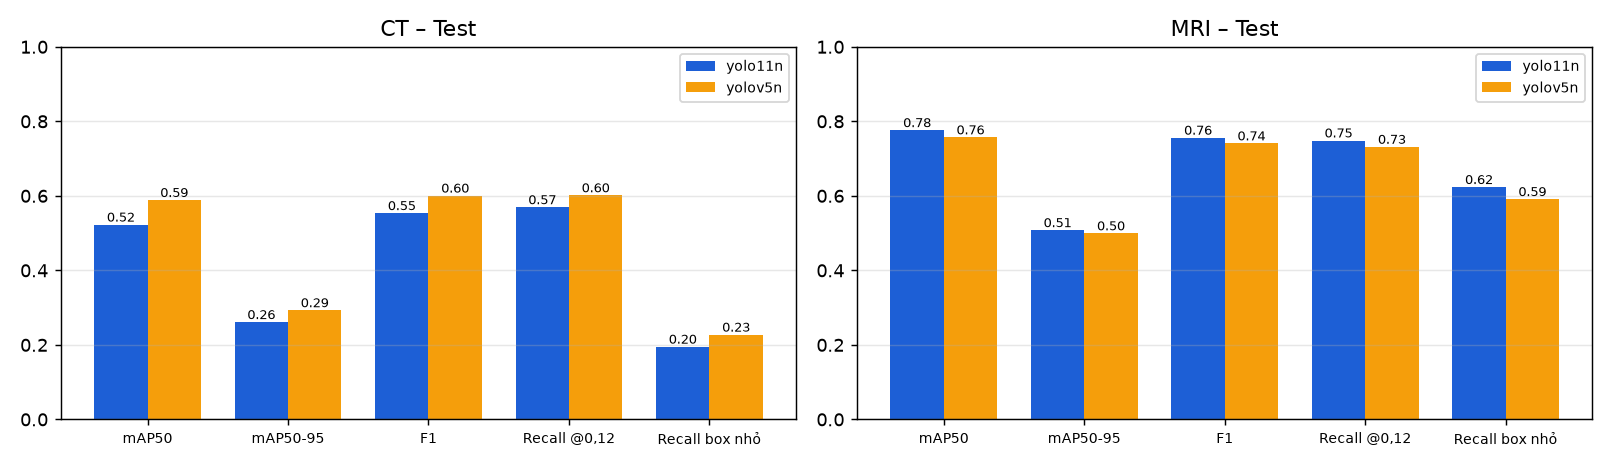 CT – Test
1.0
0.8
0.6
0.4
0.2
0.0
yolo11n
yolov5n
0.52
0.59
0.26
0.29
0.55
0.60
0.57
0.60
0.20
0.23
mAP50
mAP50-95
F1
Recall @0,12
Recall box nhỏ
MRI – Test
1.0
0.8
0.6
0.4
0.2
0.0
yolo11n
yolov5n
0.78
0.76
0.51
0.50
0.76
0.74
0.75
0.73
0.62
0.59
mAP50
mAP50-95
F1
Recall @0,12
Recall box nhỏ